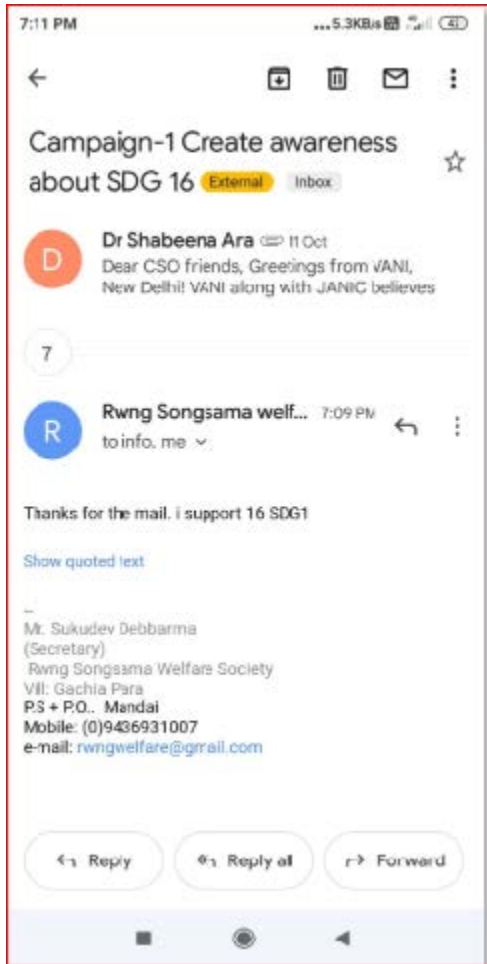 7:11 PM ...5.3KB/s 42
Campaign-1 Create awareness
about SDG 16 External Inbox
D
Dr Shabeena Ara 11 Oct
Dear CSO friends, Greetings from VANI,
New Delhi! VANI along with JANIC believes
7
R
Rwng Songsama welf... 7:09 PM
to info, me
Thanks for the mail. i support 16 SDG1
Show quoted text
--
Mr. Sukudev Debbarma
(Secretary)
Rwng Songsama Welfare Society
Vill: Gachia Para
P.S + P.O.. Mandai
Mobile: (0)9436931007
e-mail: rwngwelfare@gmail.com
Reply Reply all Forward